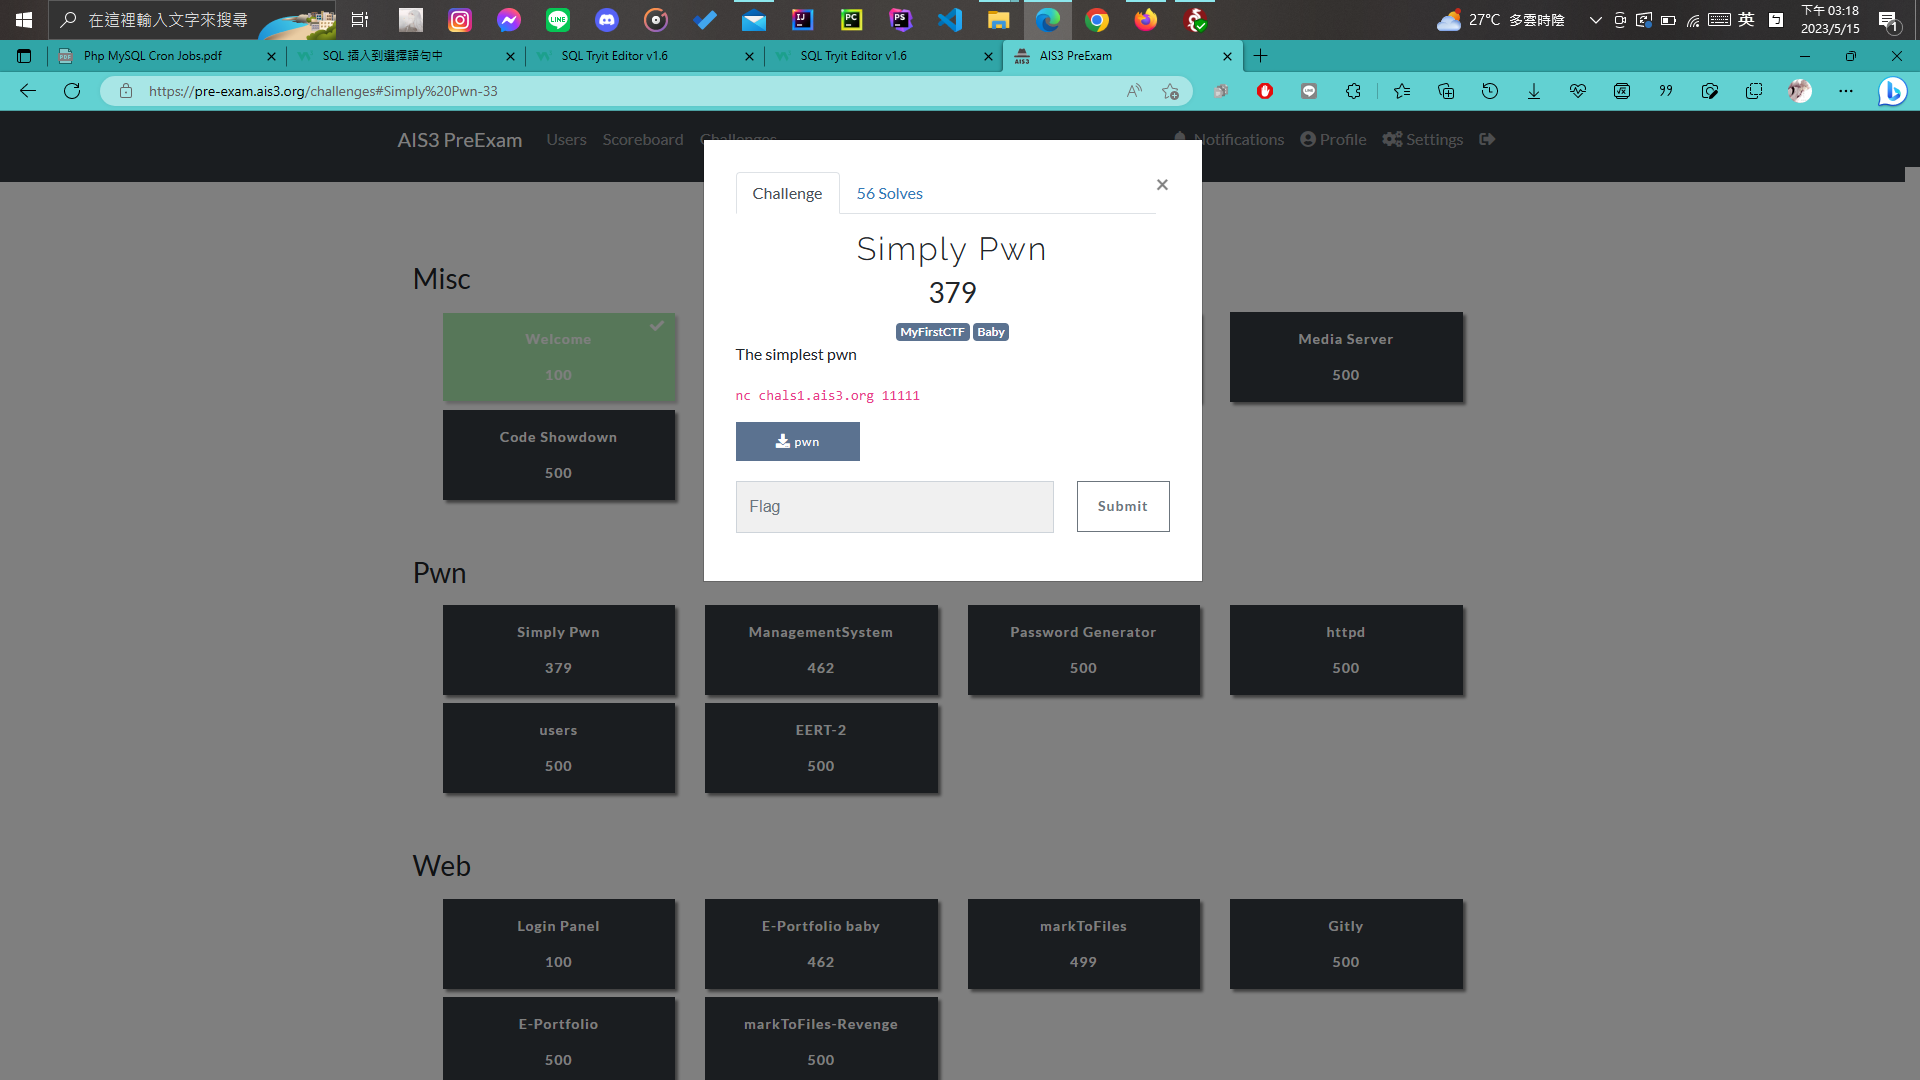 在這裡輸入文字來搜尋
27°C 多雲時陰
英
下午 03:18
2023/5/15
1
Php MySQL Cron Jobs.pdf
SQL 插入到選擇語句中
SQL Tryit Editor v1.6
SQL Tryit Editor v1.6
AIS3 PreExam
https://pre-exam.ais3.org/challenges#Simply%20Pwn-33
AIS3 PreExam
Users
Scoreboard
Challenges
Notifications
Profile
Settings
Challenge
56 Solves
×
Simply Pwn
379
MyFirstCTF
Baby
The simplest pwn
nc chals1.ais3.org 11111
pwn
Flag
Submit
Misc
Welcome
100
Media Server
500
Code Showdown
500
Pwn
Simply Pwn
379
ManagementSystem
462
Password Generator
500
httpd
500
users
500
EERT-2
500
Web
Login Panel
100
E-Portfolio baby
462
markToFiles
499
Gitly
500
E-Portfolio
500
markToFiles-Revenge
500